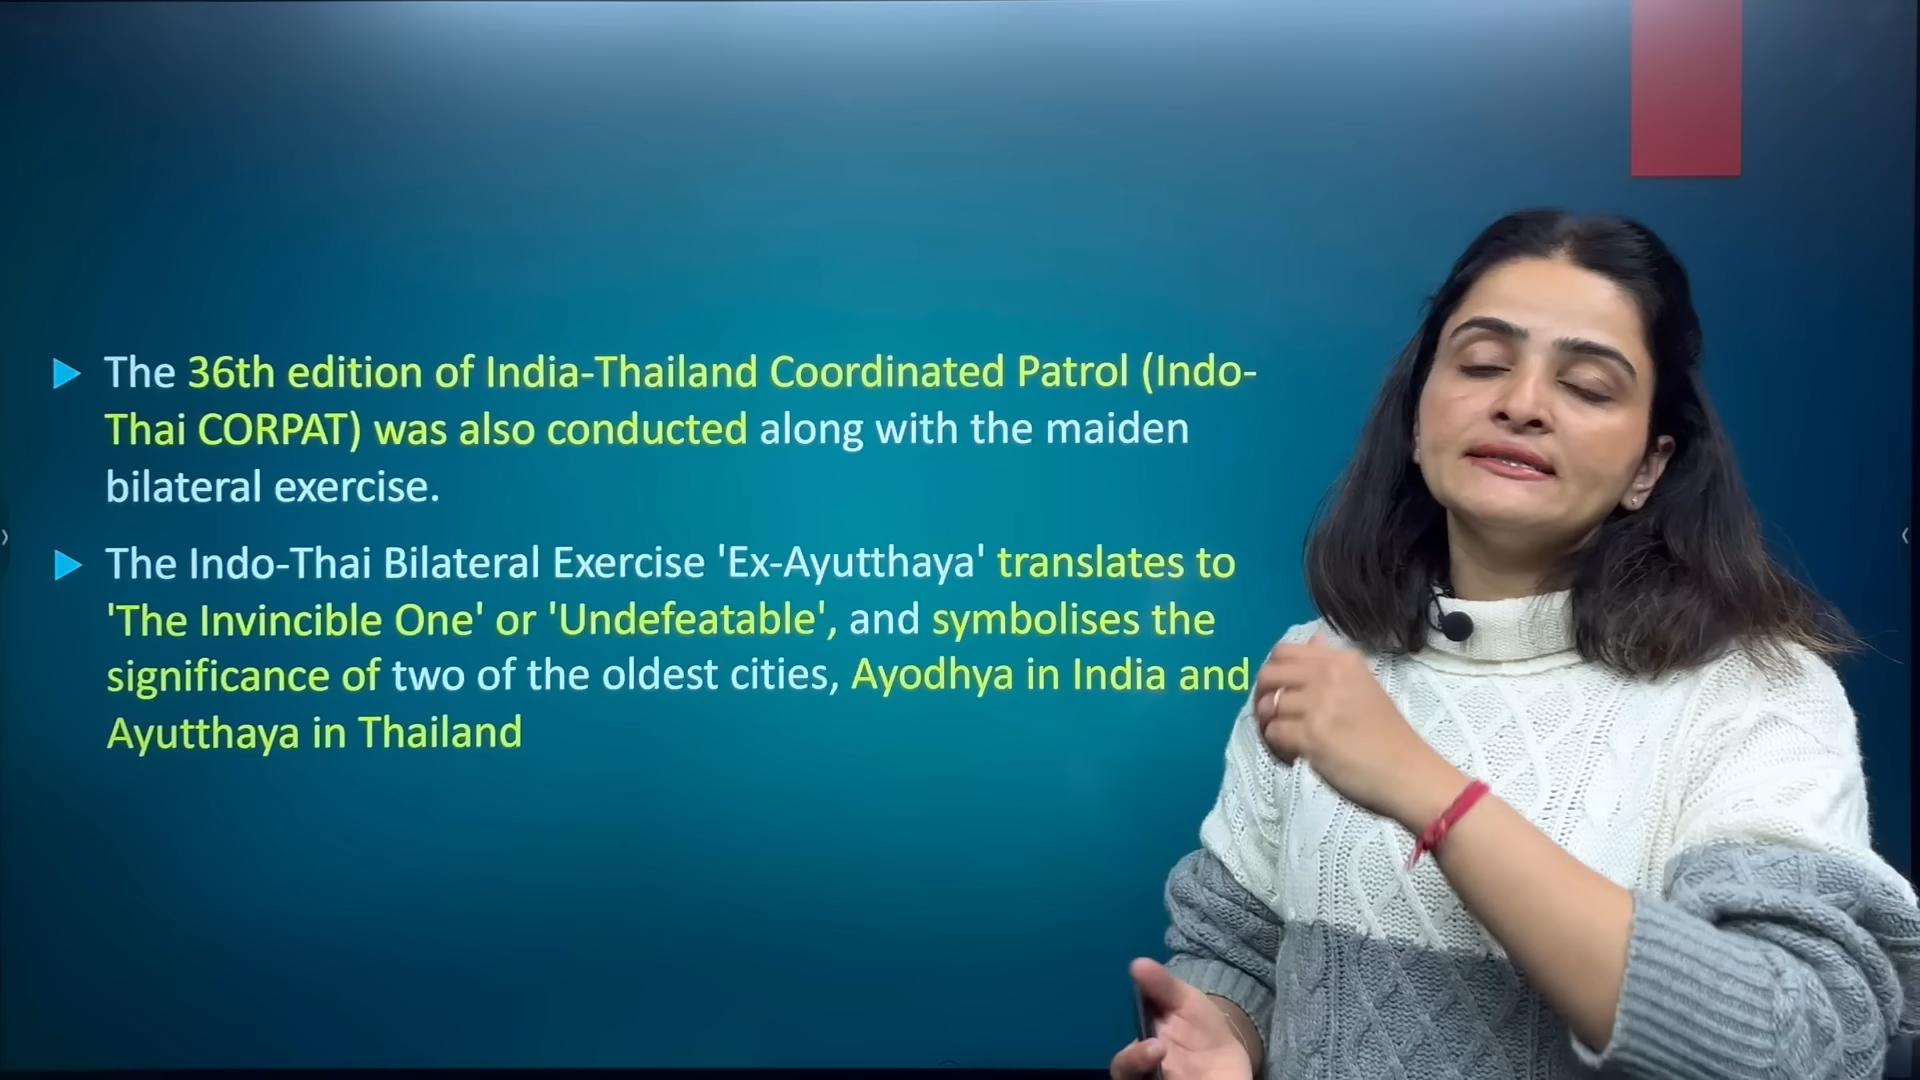 The 36th edition of India-Thailand Coordinated Patrol (Indo-
Thai CORPAT) was also conducted along with the maiden
bilateral exercise.
The Indo-Thai Bilateral Exercise 'Ex-Ayutthaya' translates to
'The Invincible One' or 'Undefeatable', and symbolises the
significance of two of the oldest cities, Ayodhya in India and
Ayutthaya in Thailand